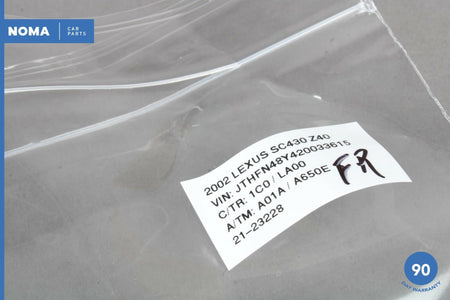 NOMA
CAR
PARTS
2002 LEXUS SC430 Z40
VIN: JTHFN48Y420033615
C/TR: 1C0 / LA00
A/TM: A01A / A650E
21-23228
FR
90
DAY WARRANTY